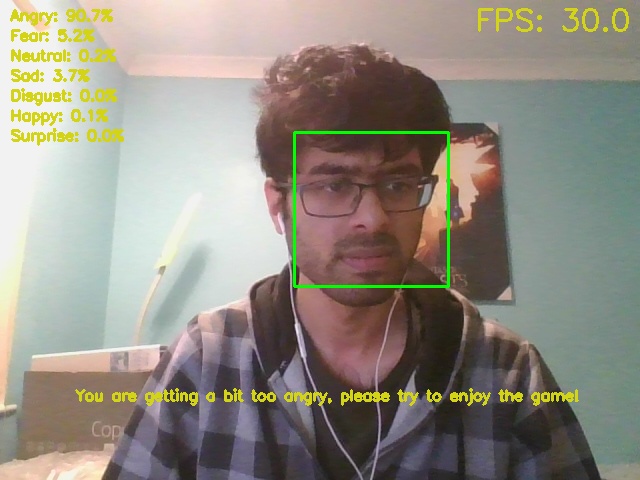 Angry: 90.7%
Fear: 5.2%
Neutral: 0.2%
Sad: 3.7%
Disgust: 0.0%
Happy: 0.1%
Surprise: 0.0%
FPS: 30.0
You are getting a bit too angry, please try to enjoy the game!
Cop